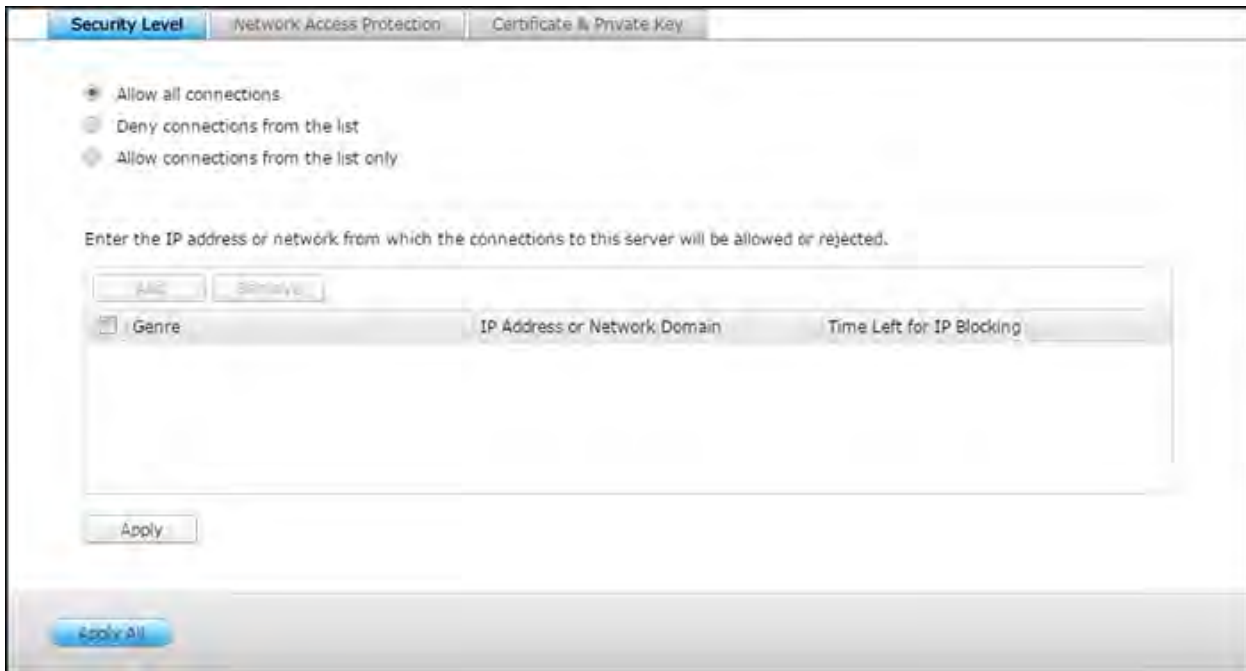 Security Level Network Access Protection Certificate & Private Key
Allow all connections
Deny connections from the list
Allow connections from the list only
Enter the IP address or network from which the connections to this server will be allowed or rejected.
Add Remove
Genre IP Address or Network Domain Time Left for IP Blocking
Apply
Apply All